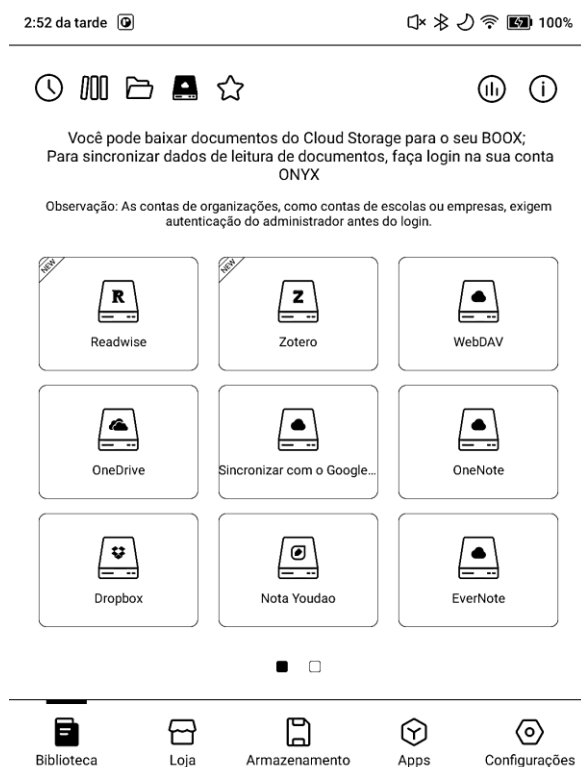 2:52 da tarde
100%
Você pode baixar documentos do Cloud Storage para o seu BOOX;
Para sincronizar dados de leitura de documentos, faça login na sua conta
ONYX
Observação: As contas de organizações, como contas de escolas ou empresas, exigem
autenticação do administrador antes do login.
NEW
R
Readwise
NEW
Z
Zotero
WebDAV
OneDrive
Sincronizar com o Google...
OneNote
Dropbox
Nota Youdao
EverNote
Biblioteca
Loja
Armazenamento
Apps
Configurações